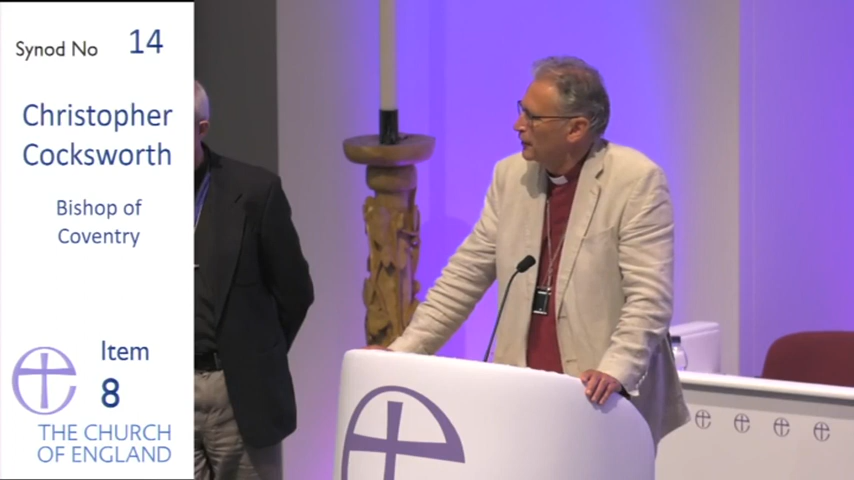 Synod No 14
Christopher
Cocksworth
Bishop of
Coventry
Item
8
THE CHURCH
OF ENGLAND